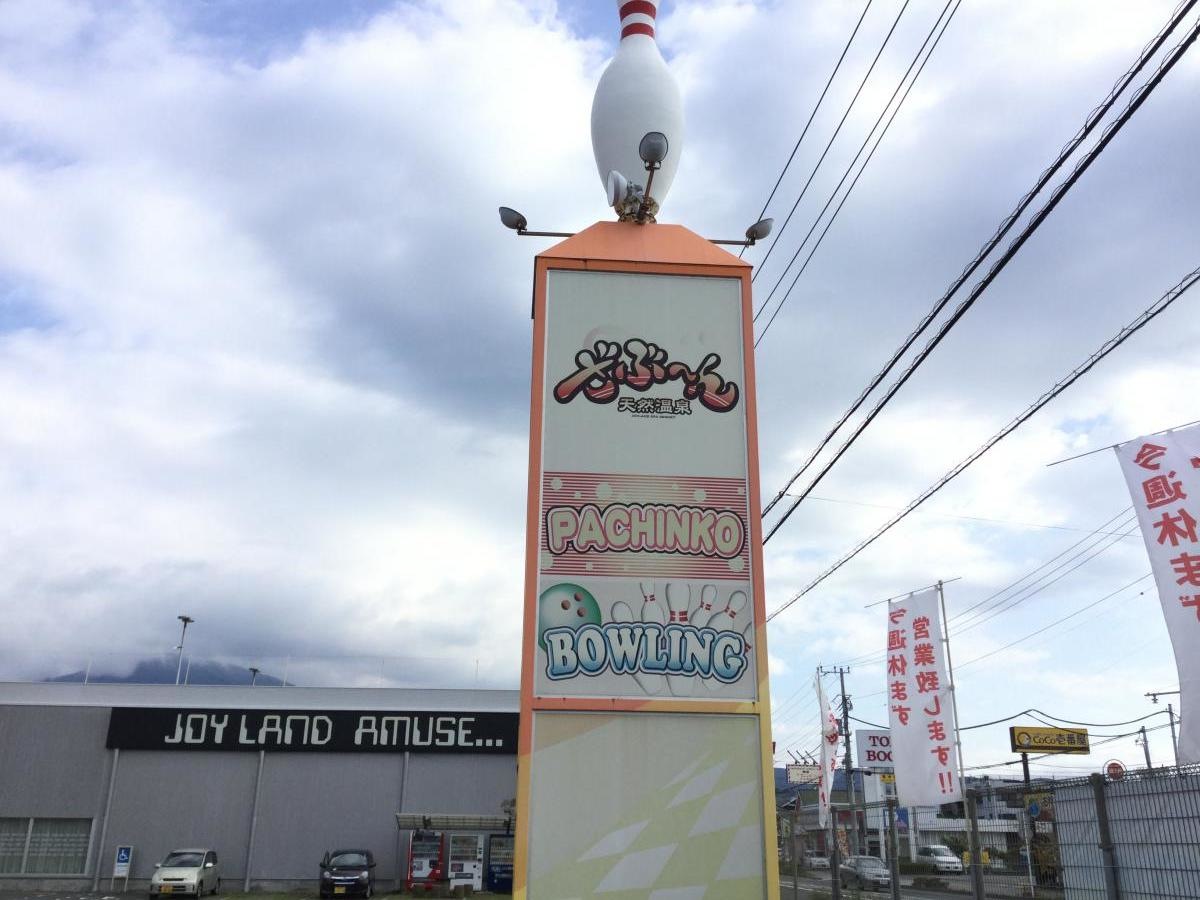 ざぶ〜ん
天然温泉
PACHINKO
BOWLING
JOY LAND AMUSE...
今週休まず
営業致します!!
今週休まず
CoCo壱番屋